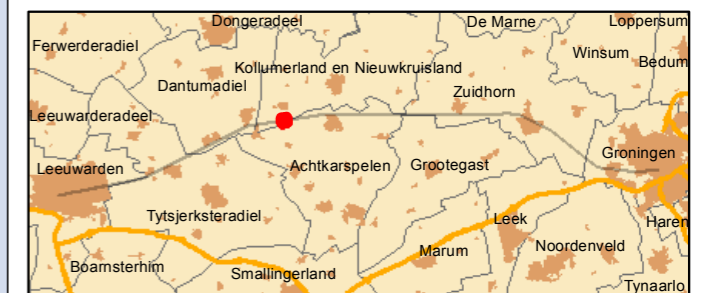 Dongeradeel
De Marne
Loppersum
Ferwerderadiel
Winsum
Bedum
Kollumerland en Nieuwkruisland
Dantumadiel
Zuidhorn
Leeuwarderadeel
Groningen
Leeuwarden
Achtkarspelen
Grootegast
Tytsjerksteradiel
Leek
Haren
Noordenveld
Marum
Boarnsterhim
Smallingerland
Tynaarlo